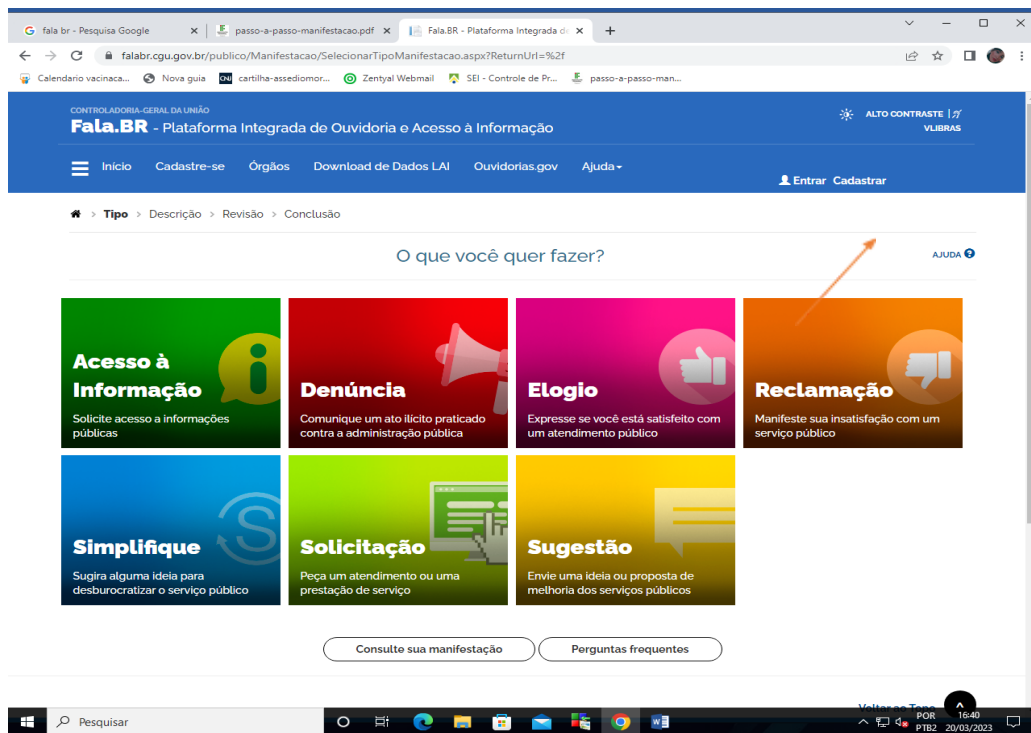 fala br - Pesquisa Google
passo-a-passo-manifestacao.pdf
Fala.BR - Plataforma Integrada de
falabr.cgu.gov.br/publico/Manifestacao/SelecionarTipoManifestacao.aspx?ReturnUrl=%2f
Calendario vacinaca...
Nova guia
CNJ
cartilha-assediomor...
Zentyal Webmail
SEI - Controle de Pr...
passo-a-passo-man...
CONTROLADORIA-GERAL DA UNIÃO
Fala.BR - Plataforma Integrada de Ouvidoria e Acesso à Informação
ALTO CONTRASTE |
VLIBRAS
Início Cadastre-se Órgãos Download de Dados LAI Ouvidorias.gov Ajuda
Entrar Cadastrar
> Tipo > Descrição > Revisão > Conclusão
O que você quer fazer?
AJUDA ?
Acesso à
Informação
Solicite acesso a informações
públicas
Denúncia
Comunique um ato ilícito praticado
contra a administração pública
Elogio
Expresse se você está satisfeito com
um atendimento público
Reclamação
Manifeste sua insatisfação com um
serviço público
Simplifique
Sugira alguma ideia para
desburocratizar o serviço público
Solicitação
Peça um atendimento ou uma
prestação de serviço
Sugestão
Envie uma ideia ou proposta de
melhoria dos serviços públicos
Consulte sua manifestação
Perguntas frequentes
Voltar ao Topo
Pesquisar
POR
PTB2
16:40
20/03/2023